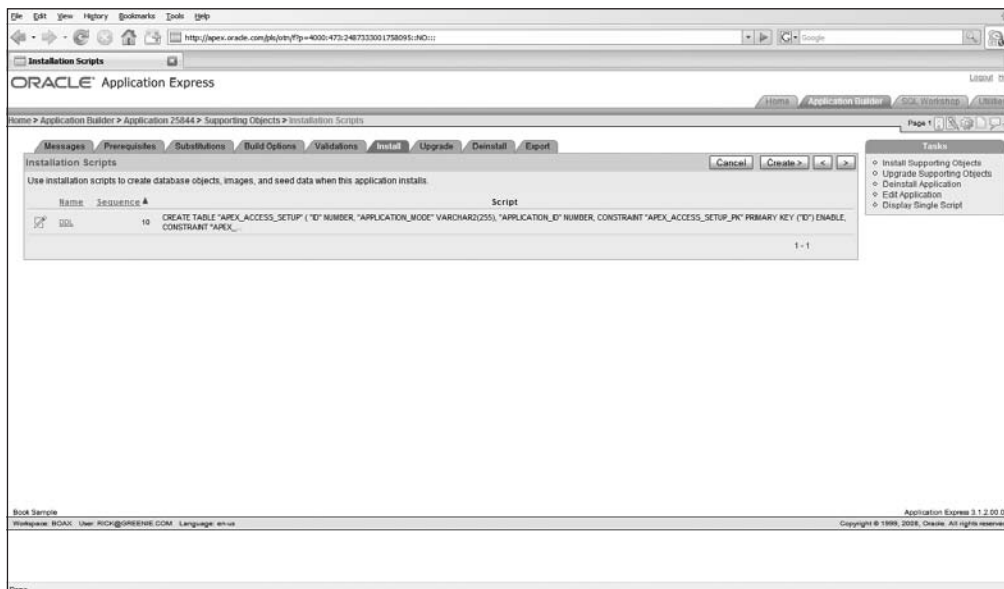 File Edit View History Bookmarks Tools Help
http://apex.oracle.com/pls/otn/f?p=4000:473:2487333001758095::NO:::
Google
Installation Scripts
ORACLE Application Express
Logout
Home Application Builder SQL Workshop Utilities
Home > Application Builder > Application 25844 > Supporting Objects > Installation Scripts
Page 1
Messages Prerequisites Substitutions Build Options Validations Install Upgrade Deinstall Export
Installation Scripts
Cancel Create > < >
Use installation scripts to create database objects, images, and seed data when this application installs.
Name Sequence Script
DDL 10 CREATE TABLE "APEX_ACCESS_SETUP" ( "ID" NUMBER, "APPLICATION_MODE" VARCHAR2(255), "APPLICATION_ID" NUMBER, CONSTRAINT "APEX_ACCESS_SETUP_PK" PRIMARY KEY ("ID") ENABLE,
CONSTRAINT "APEX_...
1 - 1
Tasks
Install Supporting Objects
Upgrade Supporting Objects
Deinstall Application
Edit Application
Display Single Script
Book Sample
Application Express 3.1.2.00.0
Workspace: BOAX User: RICK@GREENIE.COM Language: en-us
Copyright © 1999, 2008, Oracle. All rights reserve
Done